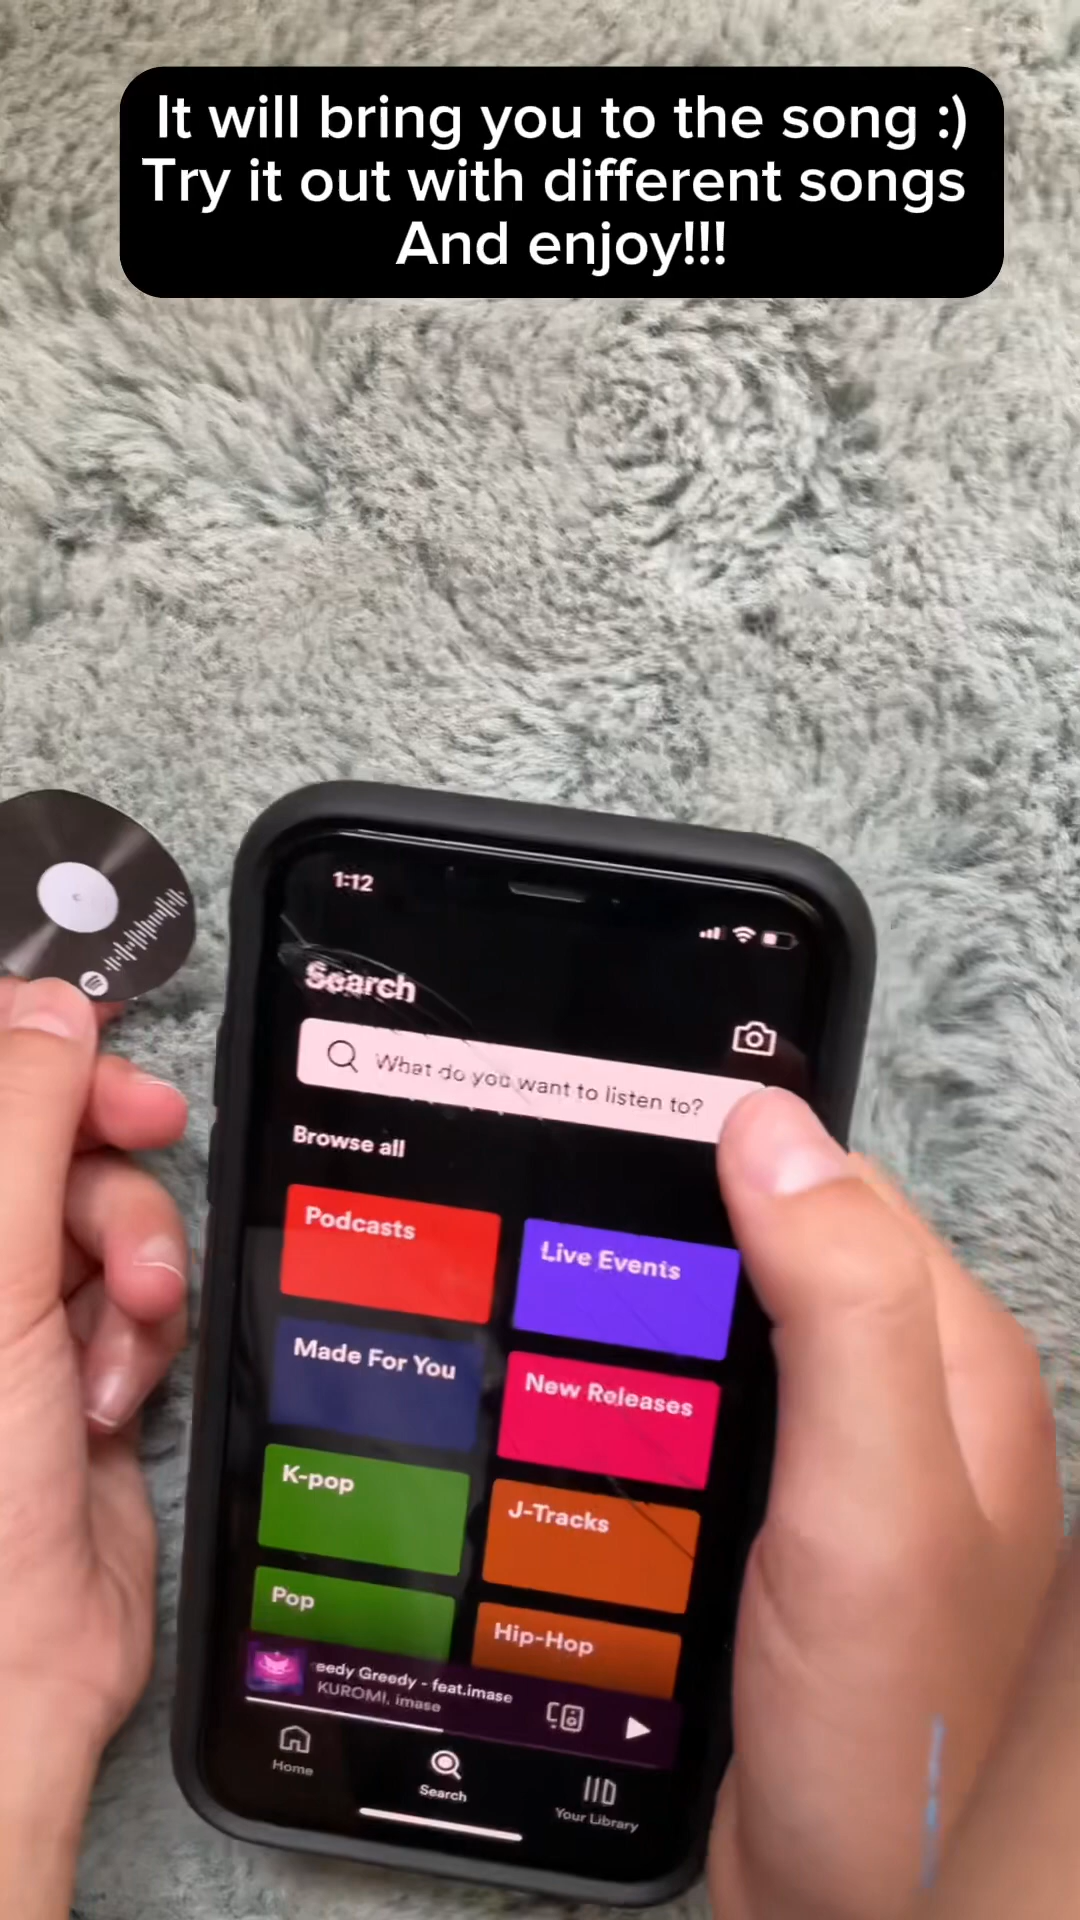 It will bring you to the song :)
Try it out with different songs
And enjoy!!!
1:12
Search
What do you want to listen to?
Browse all
Podcasts
Live Events
Made For You
New Releases
K-pop
J-Tracks
Pop
Hip-Hop
eedy Greedy - feat.imase
KUROMI, imase
Home
Search
Your Library